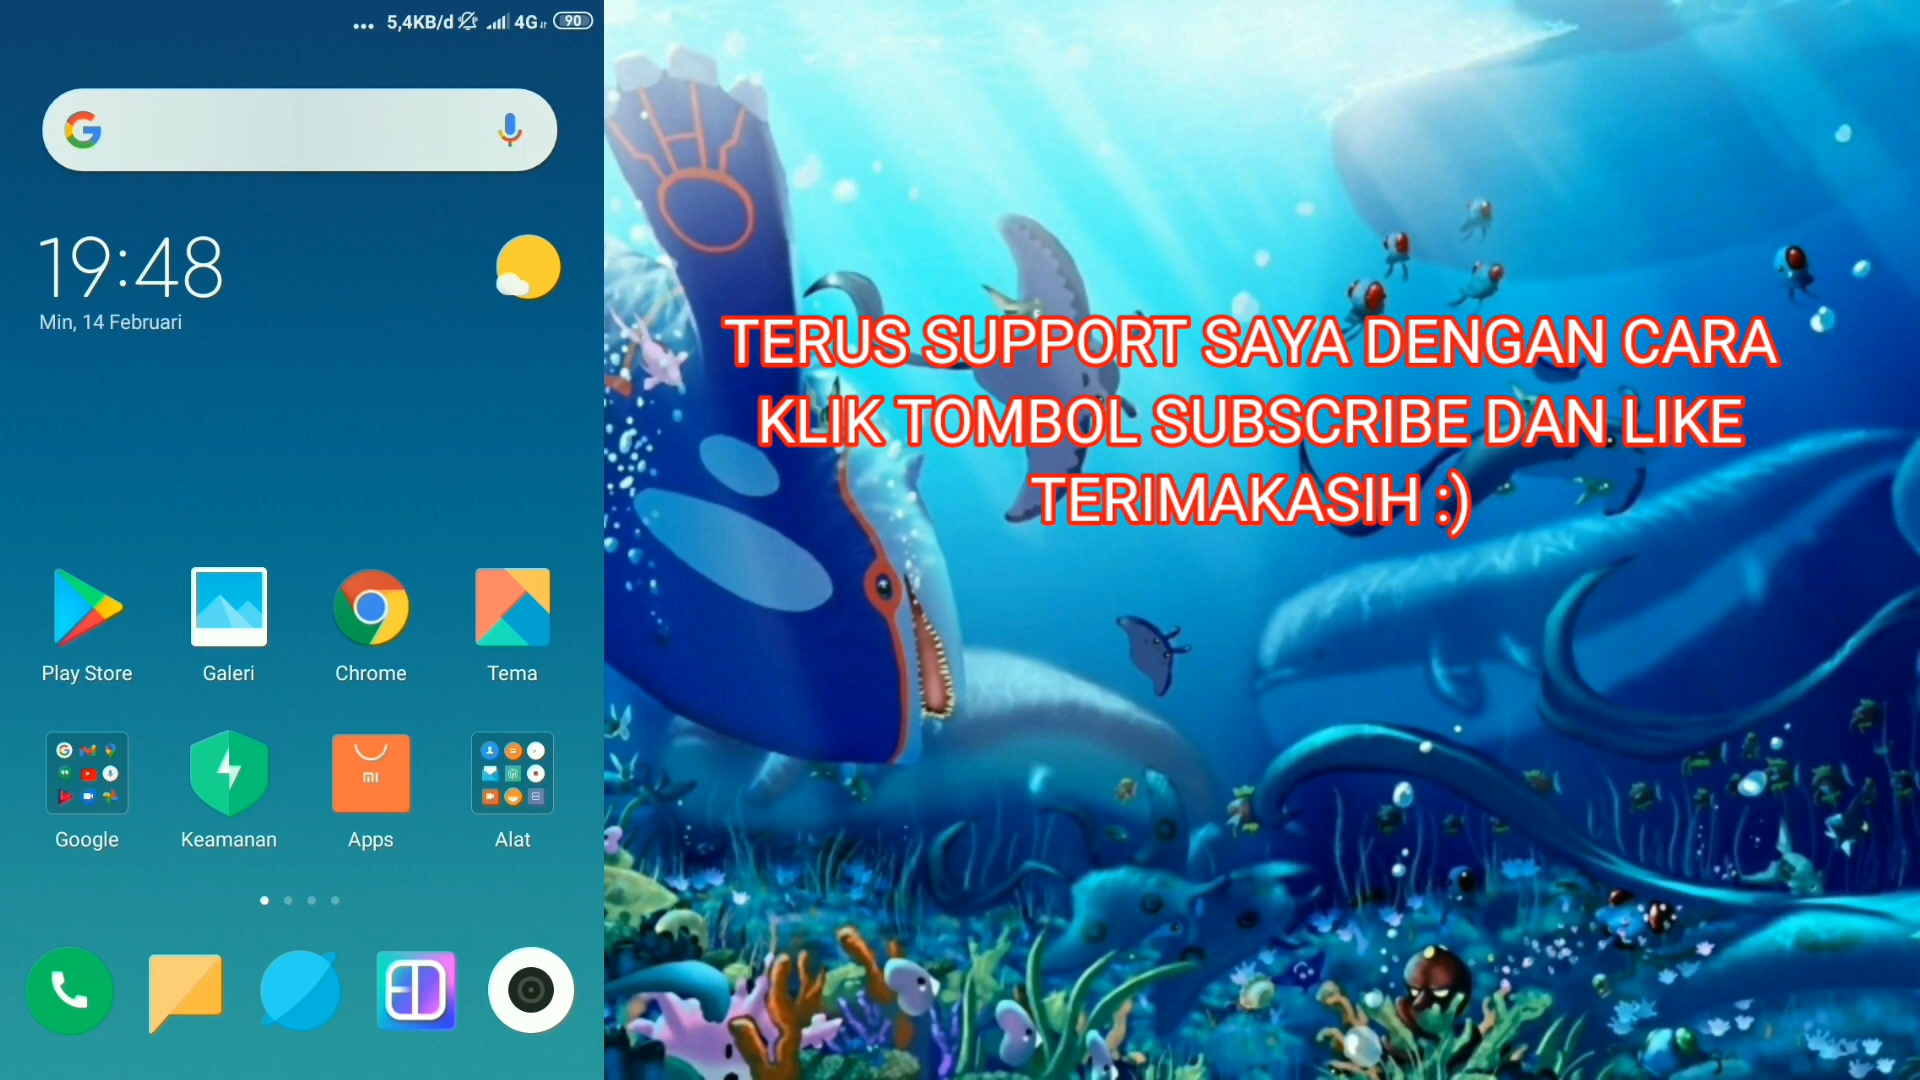 ... 5,4KB/d 4G 90
19:48
Min, 14 Februari
Play Store Galeri Chrome Tema
mi
Google Keamanan Apps Alat
TERUS SUPPORT SAYA DENGAN CARA
KLIK TOMBOL SUBSCRIBE DAN LIKE
TERIMAKASIH :)